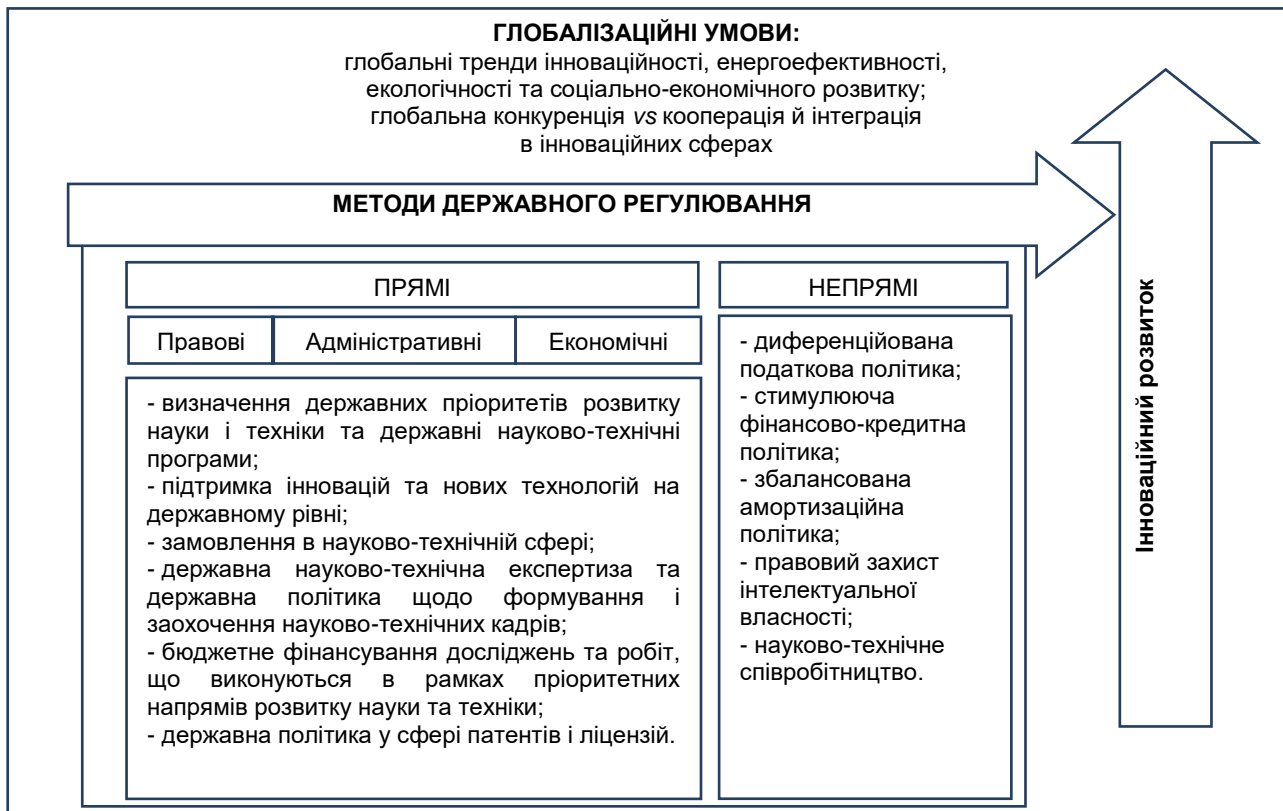 ГЛОБАЛІЗАЦІЙНІ УМОВИ:
глобальні тренди інноваційності, енергоефективності,
екологічності та соціально-економічного розвитку;
глобальна конкуренція vs кооперація й інтеграція
в інноваційних сферах
МЕТОДИ ДЕРЖАВНОГО РЕГУЛЮВАННЯ
ПРЯМІ
Правові
Адміністративні
Економічні
- визначення державних пріоритетів розвитку
науки і техніки та державні науково-технічні
програми;
- підтримка інновацій та нових технологій на
державному рівні;
- замовлення в науково-технічній сфері;
- державна науково-технічна експертиза та
державна політика щодо формування і
заохочення науково-технічних кадрів;
- бюджетне фінансування досліджень та робіт,
що виконуються в рамках пріоритетних
напрямів розвитку науки та техніки;
- державна політика у сфері патентів і ліцензій.
НЕПРЯМІ
- диференційована
податкова політика;
- стимулююча
фінансово-кредитна
політика;
- збалансована
амортизаційна
політика;
- правовий захист
інтелектуальної
власності;
- науково-технічне
співробітництво.
Інноваційний розвиток